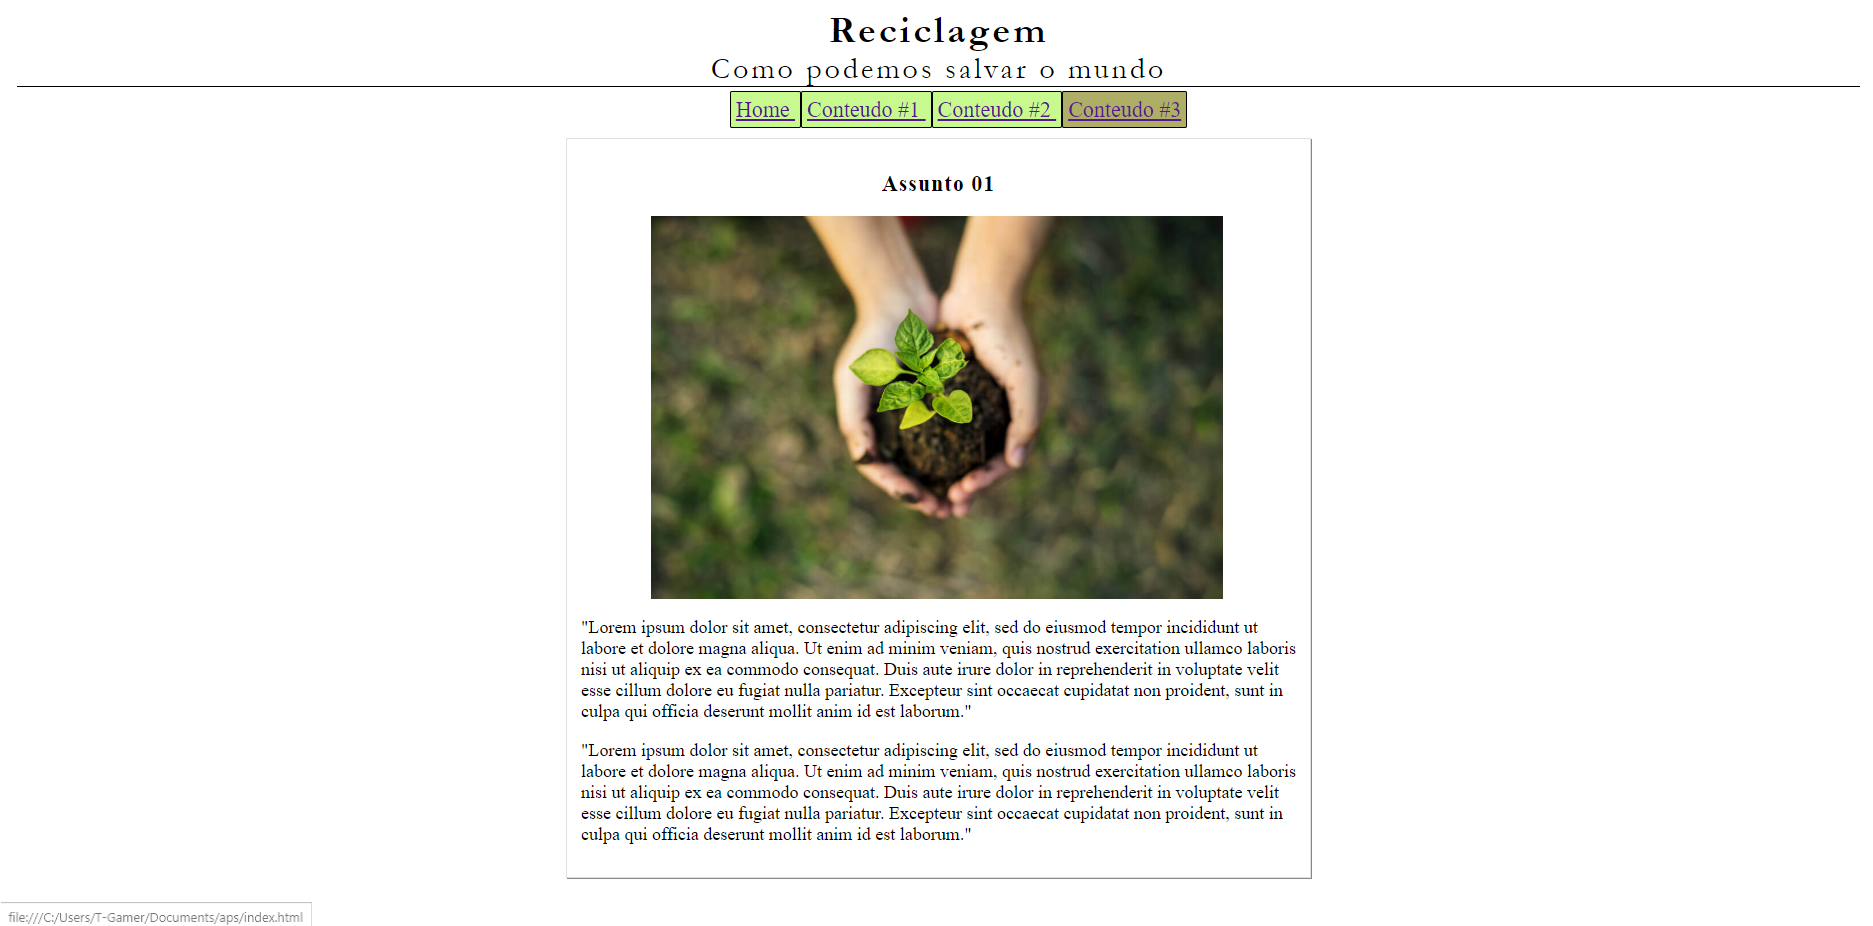 Reciclagem
Como podemos salvar o mundo
Home Conteudo #1 Conteudo #2 Conteudo #3
Assunto 01
"Lorem ipsum dolor sit amet, consectetur adipiscing elit, sed do eiusmod tempor incididunt ut
labore et dolore magna aliqua. Ut enim ad minim veniam, quis nostrud exercitation ullamco laboris
nisi ut aliquip ex ea commodo consequat. Duis aute irure dolor in reprehenderit in voluptate velit
esse cillum dolore eu fugiat nulla pariatur. Excepteur sint occaecat cupidatat non proident, sunt in
culpa qui officia deserunt mollit anim id est laborum."
"Lorem ipsum dolor sit amet, consectetur adipiscing elit, sed do eiusmod tempor incididunt ut
labore et dolore magna aliqua. Ut enim ad minim veniam, quis nostrud exercitation ullamco laboris
nisi ut aliquip ex ea commodo consequat. Duis aute irure dolor in reprehenderit in voluptate velit
esse cillum dolore eu fugiat nulla pariatur. Excepteur sint occaecat cupidatat non proident, sunt in
culpa qui officia deserunt mollit anim id est laborum."
file:///C:/Users/T-Gamer/Documents/aps/index.html